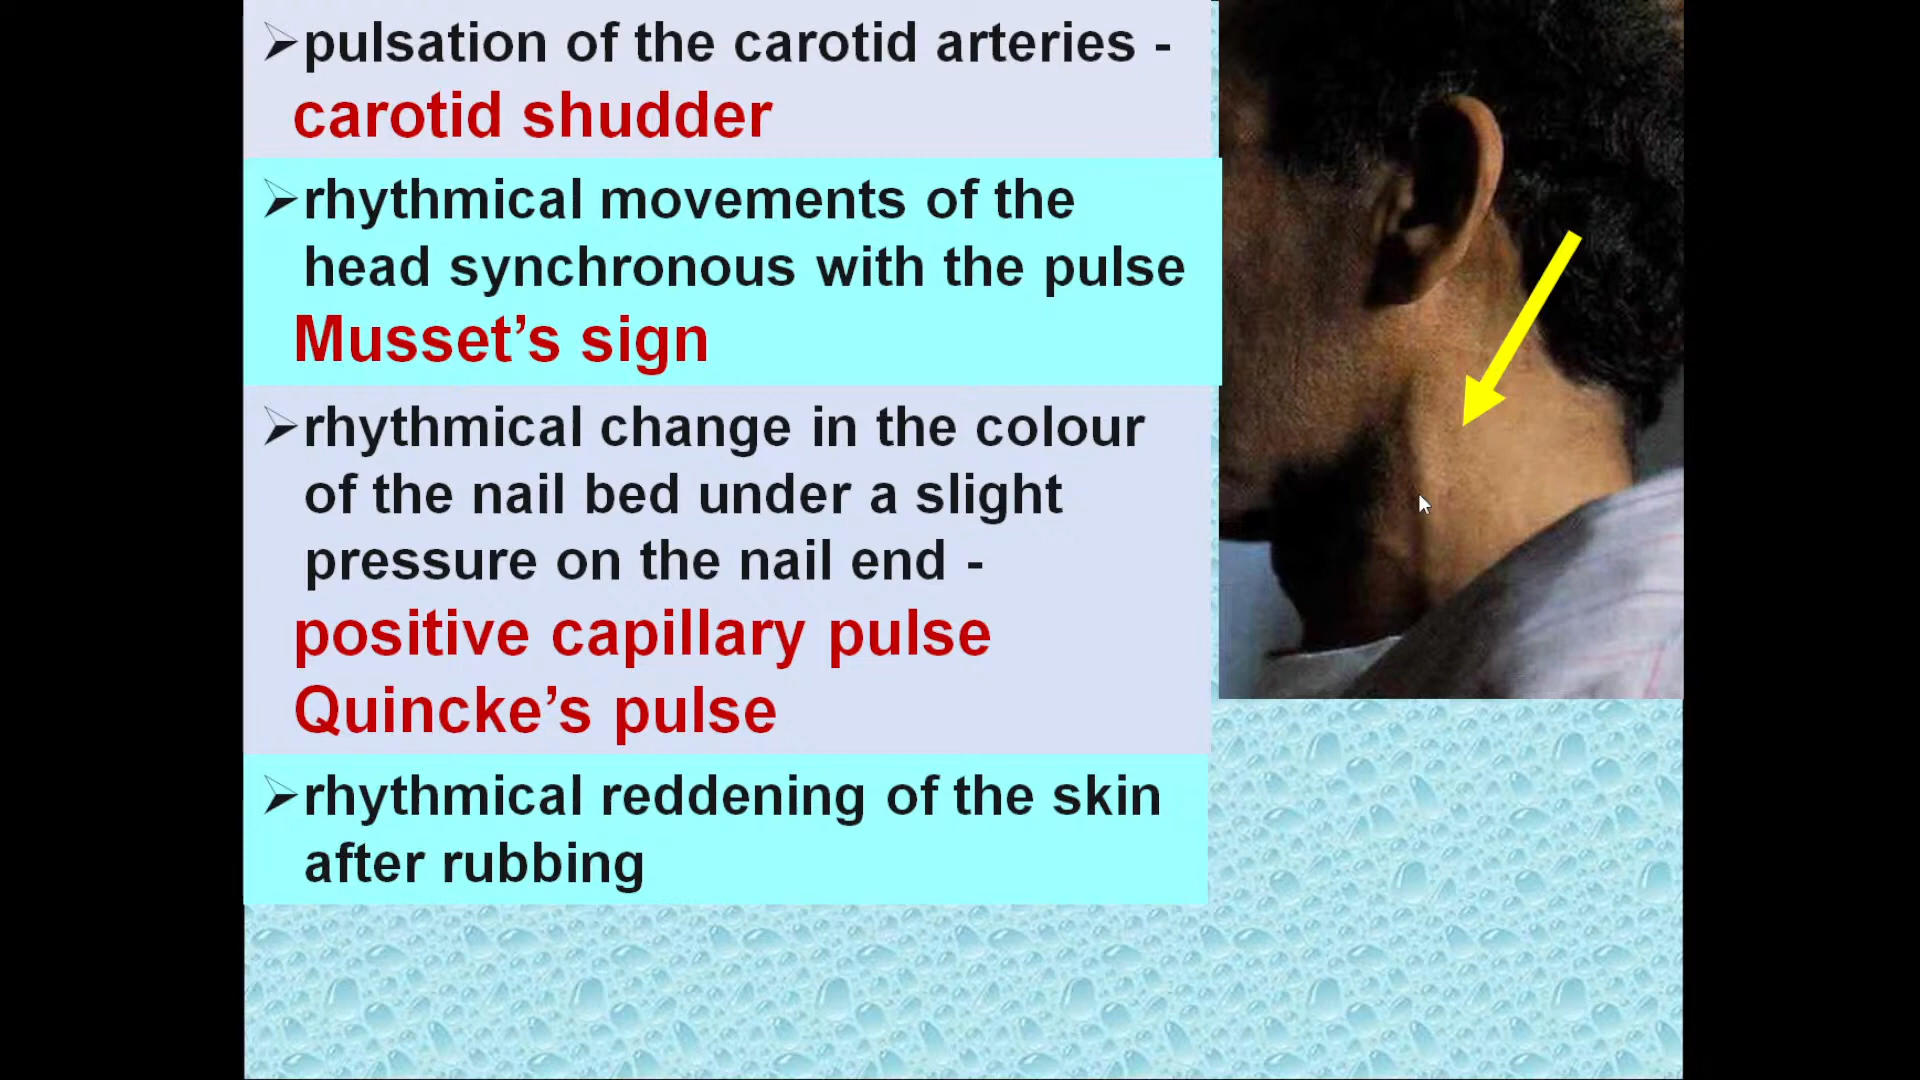 ➢pulsation of the carotid arteries -
carotid shudder
➢rhythmical movements of the
head synchronous with the pulse
Musset’s sign
➢rhythmical change in the colour
of the nail bed under a slight
pressure on the nail end -
positive capillary pulse
Quincke’s pulse
➢rhythmical reddening of the skin
after rubbing